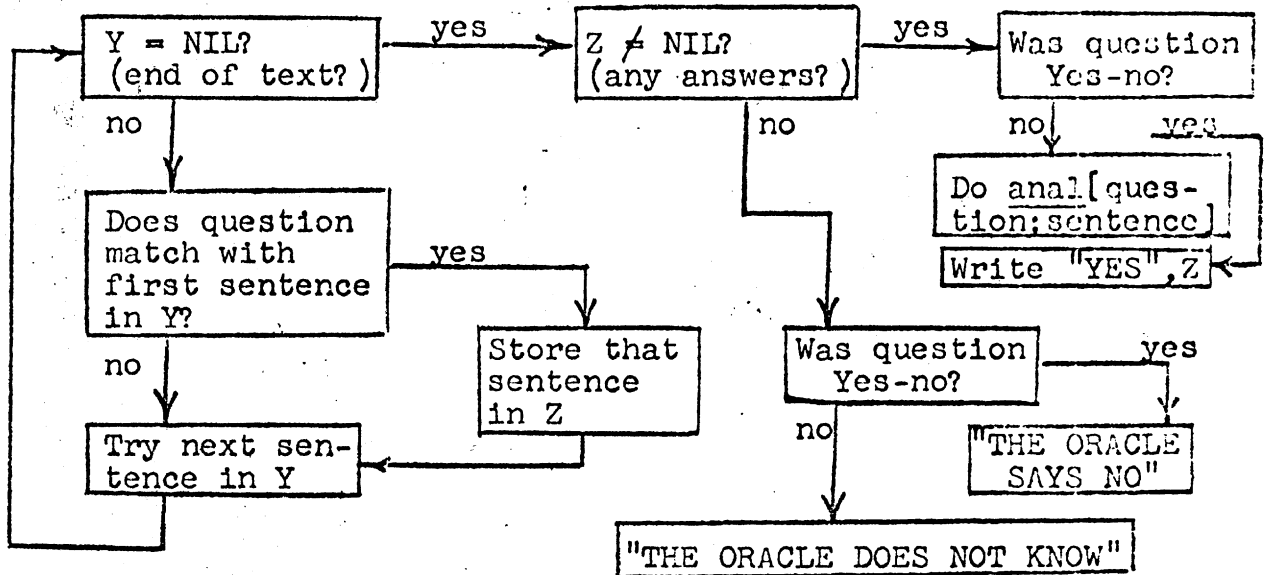 Y = NIL?
(end of text?)
yes
Z ≠ NIL?
(any answers?)
yes
Was question
Yes-no?
no
no
no
yes
Do anal[ques-
tion;sentence]
Write "YES",Z
Does question
match with
first sentence
in Y?
yes
no
Store that
sentence
in Z
Was question
Yes-no?
yes
Try next sen-
tence in Y
no
"THE ORACLE
SAYS NO"
"THE ORACLE DOES NOT KNOW"